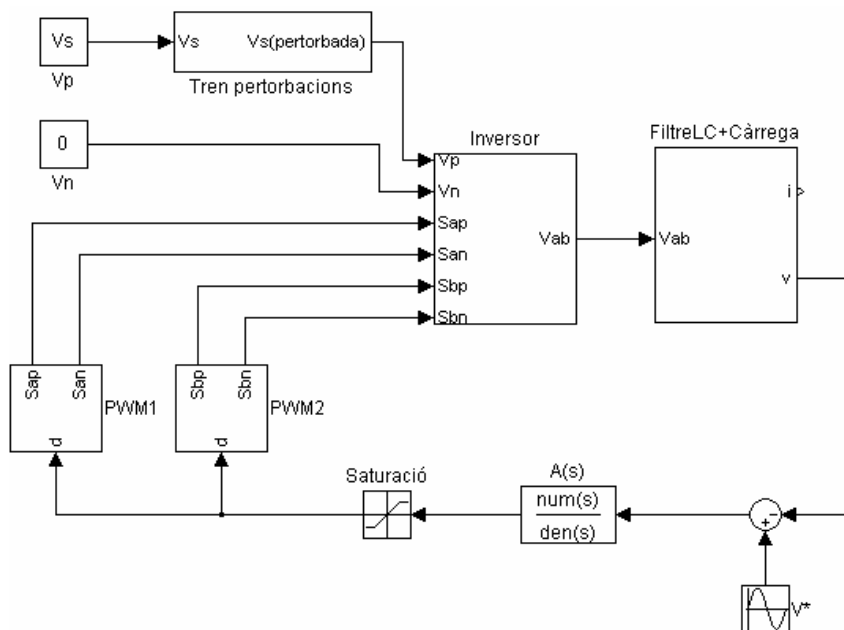 Vs
Vs
Vs(pertorbada)
Vp
Tren pertorbacions
0
Vn
Inversor
FiltreLC+Càrrega
Vp
Vn
Sap
San
Sbp
Sbn
Vab
Vab
i
v
Sap
San
d
PWM1
Sbp
Sbn
d
PWM2
Saturació
A(s)
num(s)
den(s)
+
-
V*